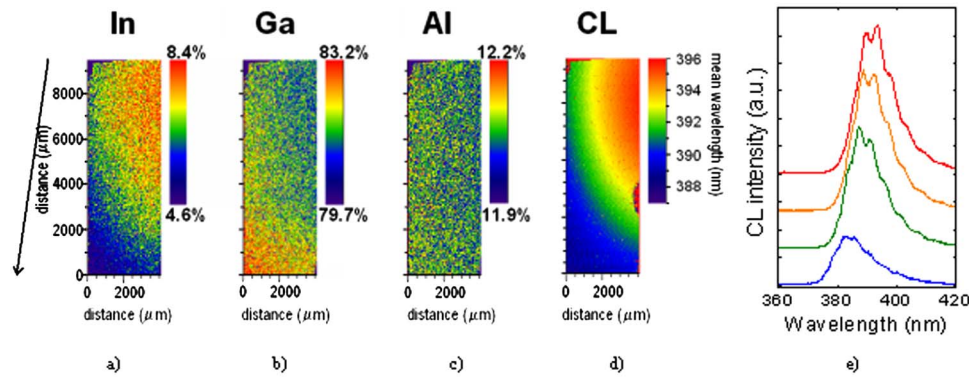 In
Ga
Al
CL
8.4%
83.2%
12.2%
396
394
392
390
388
mean wavelength (nm)
4.6%
79.7%
11.9%
distance (µm)
8000
6000
4000
2000
0
0 2000
0 2000
0 2000
0 2000
distance (µm)
distance (µm)
distance (µm)
distance (µm)
CL intensity (a.u.)
360 380 400 420
Wavelength (nm)
a)
b)
c)
d)
e)